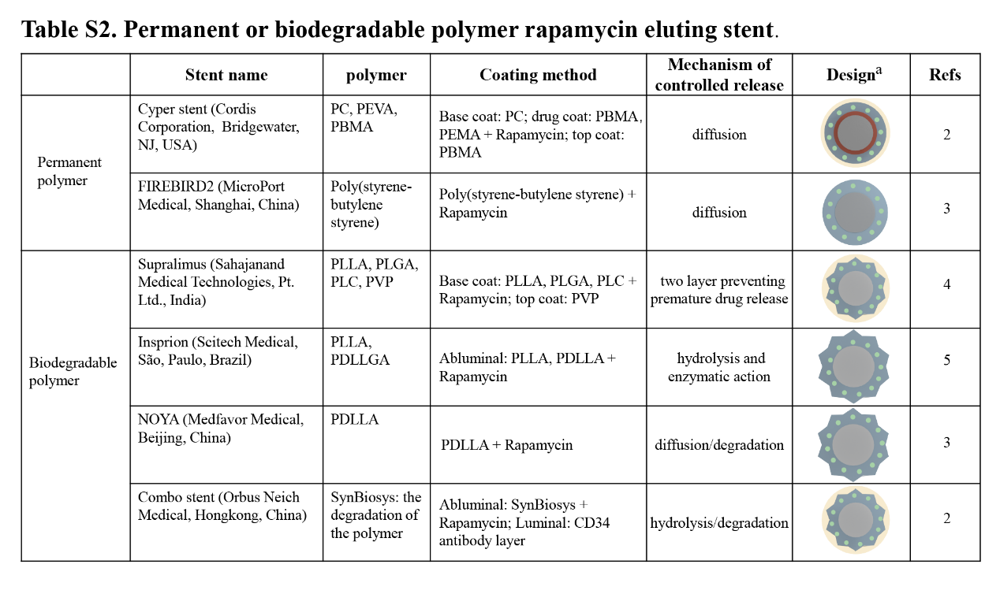 Table S2. Permanent or biodegradable polymer rapamycin eluting stent.
Stent name
polymer
Coating method
Mechanism of
controlled release
Designa
Refs
Permanent
polymer
Cyper stent (Cordis
Corporation, Bridgewater,
NJ, USA)
PC, PEVA,
PBMA
Base coat: PC; drug coat: PBMA,
PEMA + Rapamycin; top coat:
PBMA
diffusion
2
FIREBIRD2 (MicroPort
Medical, Shanghai, China)
Poly(styrene-
butylene
styrene)
Poly(styrene-butylene styrene) +
Rapamycin
diffusion
3
Biodegradable
polymer
Supralimus (Sahajanand
Medical Technologies, Pt.
Ltd., India)
PLLA, PLGA,
PLC, PVP
Base coat: PLLA, PLGA, PLC +
Rapamycin; top coat: PVP
two layer preventing
premature drug release
4
Insprion (Scitech Medical,
São, Paulo, Brazil)
PLLA,
PDLLGA
Abluminal: PLLA, PDLLA +
Rapamycin
hydrolysis and
enzymatic action
5
NOYA (Medfavor Medical,
Beijing, China)
PDLLA
PDLLA + Rapamycin
diffusion/degradation
3
Combo stent (Orbus Neich
Medical, Hongkong, China)
SynBiosys: the
degradation of
the polymer
Abluminal: SynBiosys +
Rapamycin; Luminal: CD34
antibody layer
hydrolysis/degradation
2